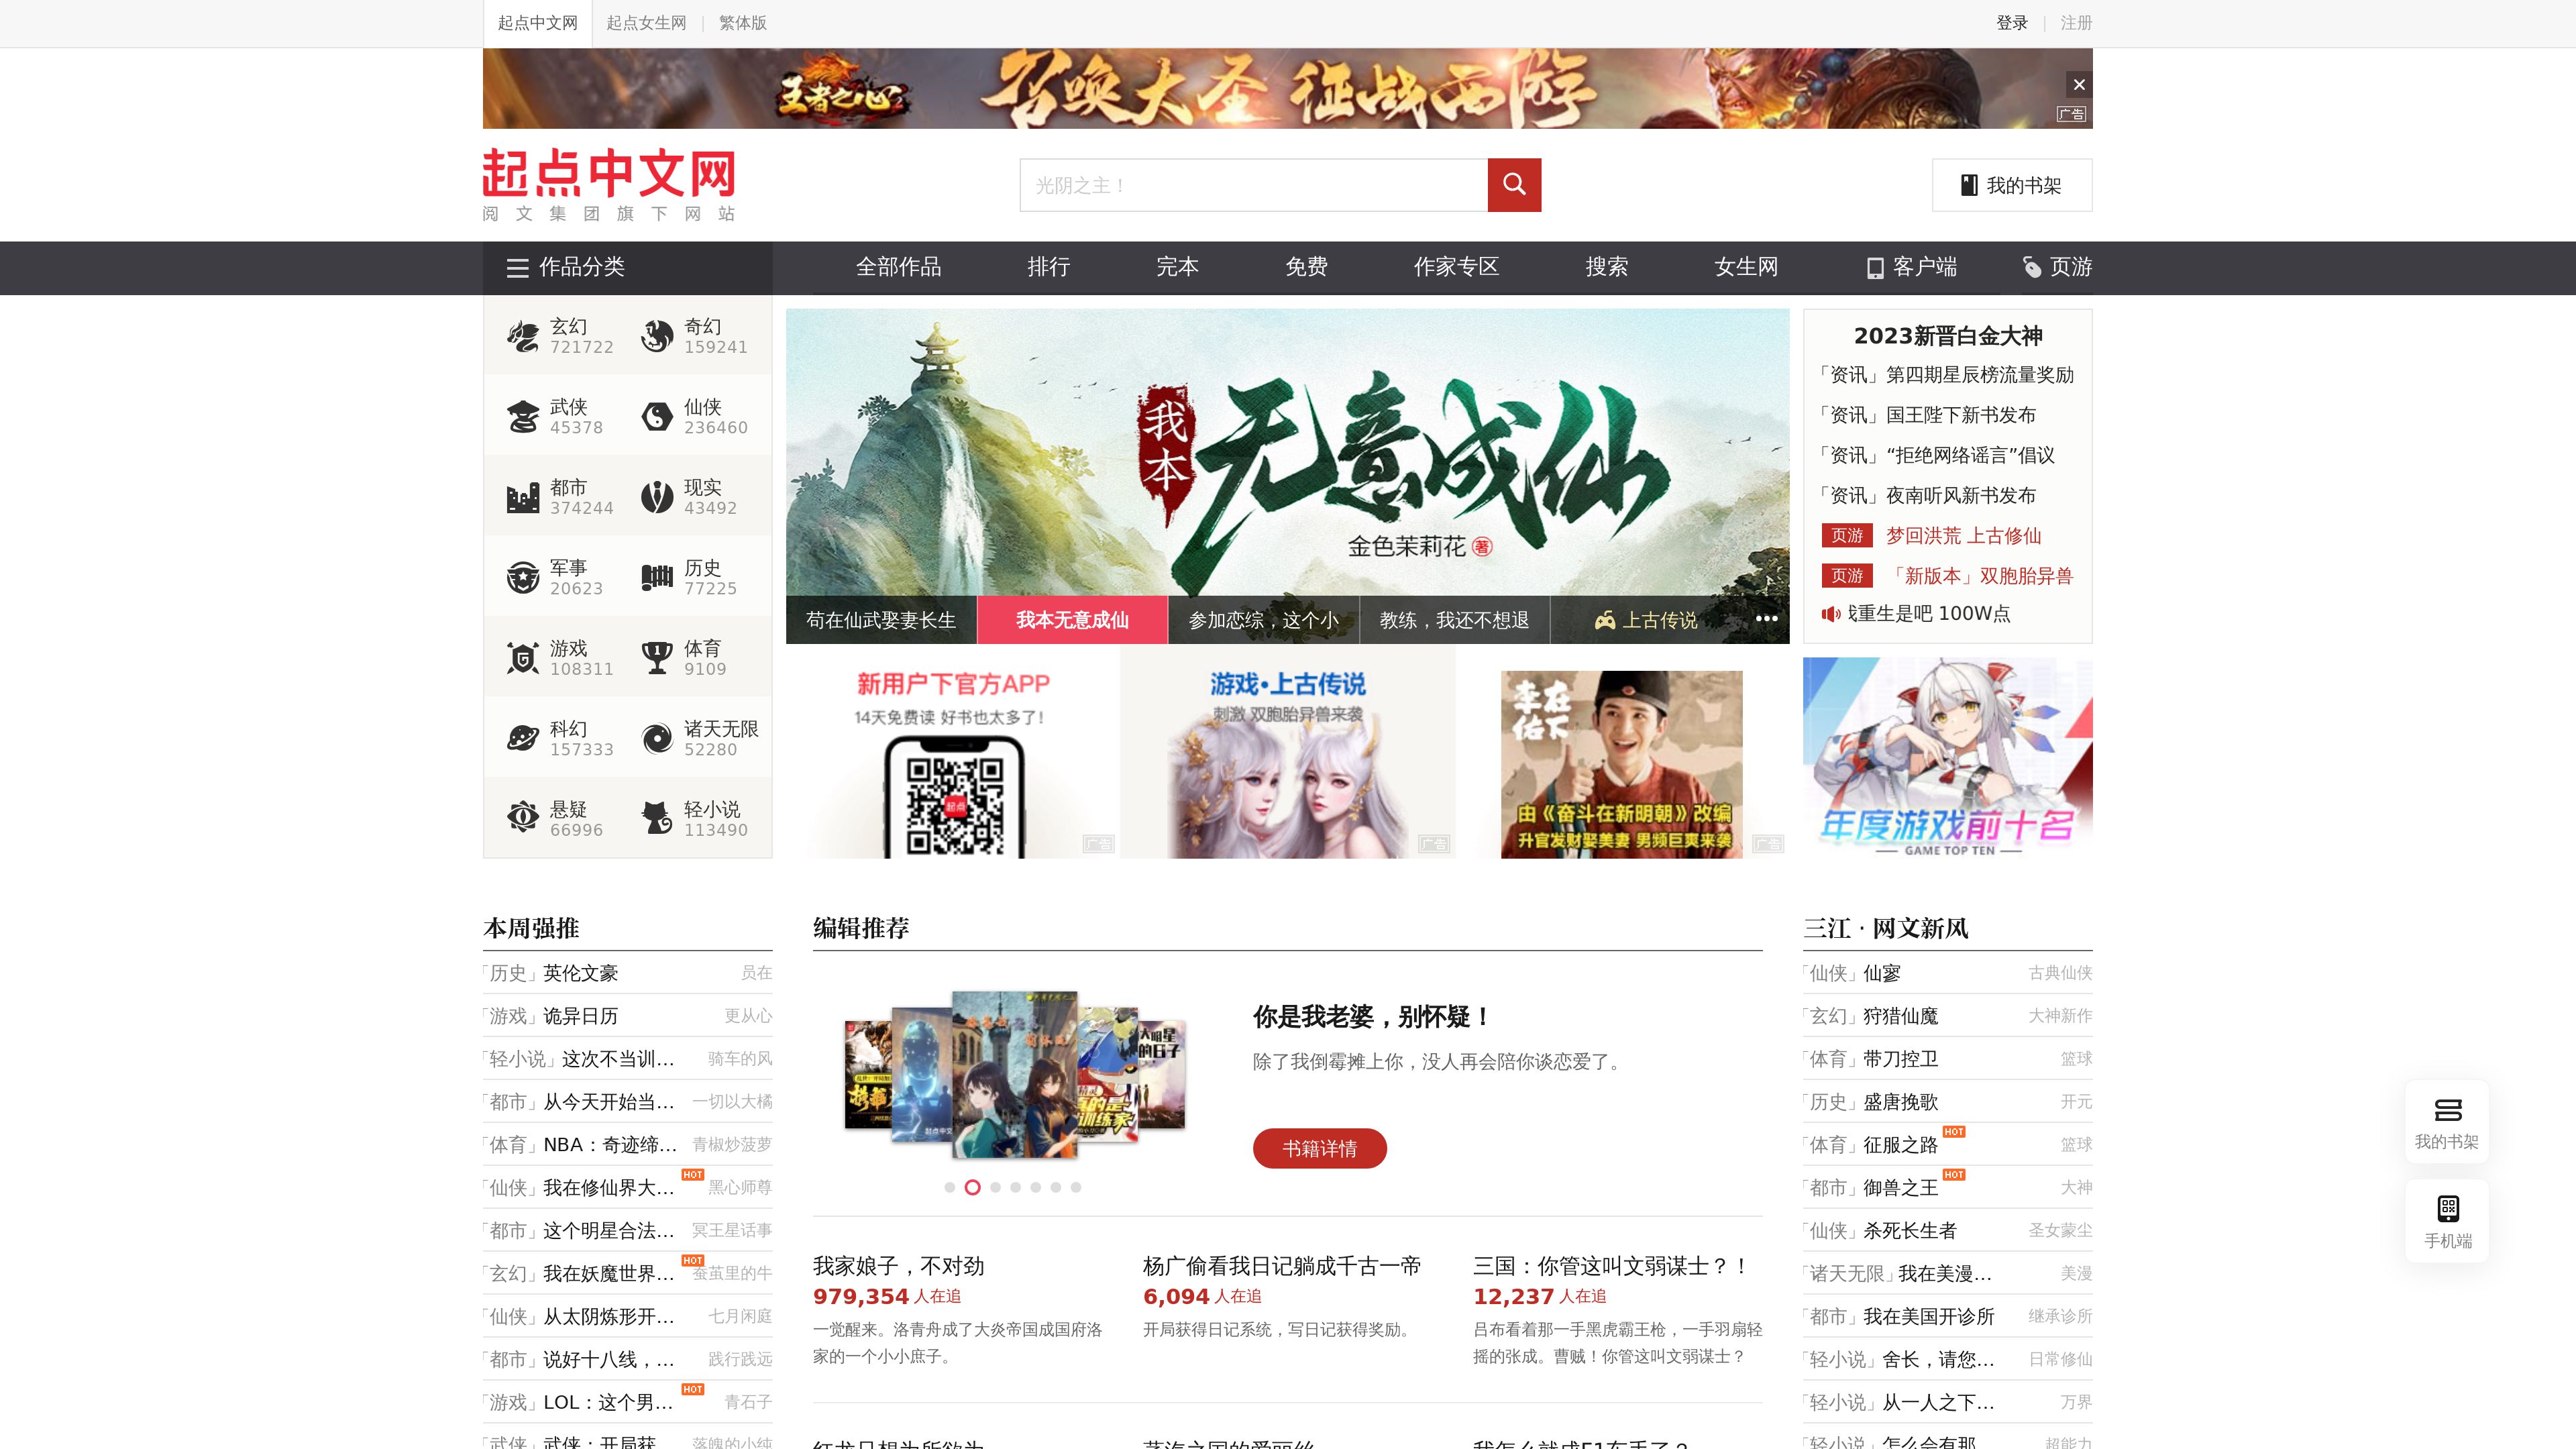 起点中文网
起点女生网
繁体版
登录
注册
王者之心
召唤大圣 征战西游
广告
起点中文网
阅文集团旗下网站
光阴之主！
我的书架
作品分类
全部作品
排行
完本
免费
作家专区
搜索
女生网
客户端
页游
玄幻
721722
奇幻
159241
武侠
45378
仙侠
236460
都市
374244
现实
43492
军事
20623
历史
77225
游戏
108311
体育
9109
科幻
157333
诸天无限
52280
悬疑
66996
轻小说
113490
我本
无意成仙
金色茉莉花 著
苟在仙武娶妻长生
我本无意成仙
参加恋综，这个小
教练，我还不想退
上古传说
2023新晋白金大神
「资讯」第四期星辰榜流量奖励
「资讯」国王陛下新书发布
「资讯」“拒绝网络谣言”倡议
「资讯」夜南听风新书发布
页游 梦回洪荒 上古修仙
页游 「新版本」双胞胎异兽
重生是吧 100W点
新用户下官方APP
14天免费读 好书也太多了！
起点
广告
游戏•上古传说
刺激 双胞胎异兽来袭
广告
李在佑下
由《奋斗在新明朝》改编
升官发财娶美妻 男频巨爽来袭
广告
年度游戏前十名
GAME TOP TEN
本周强推
「历史」英伦文豪 员在
「游戏」诡异日历 更从心
「轻小说」这次不当训… 骑车的风
「都市」从今天开始当… 一切以大橘
「体育」NBA：奇迹缔… 青椒炒菠萝
「仙侠」我在修仙界大… HOT 黑心师尊
「都市」这个明星合法… 冥王星话事
「玄幻」我在妖魔世界… HOT 蚕茧里的牛
「仙侠」从太阴炼形开… 七月闲庭
「都市」说好十八线，… 践行践远
「游戏」LOL：这个男… HOT 青石子
「武侠」武侠：开局获 落魄的小纯
编辑推荐
大明星的日子
你是我老婆，别怀疑！
除了我倒霉摊上你，没人再会陪你谈恋爱了。
书籍详情
我家娘子，不对劲
979,354 人在追
一觉醒来。洛青舟成了大炎帝国成国府洛
家的一个小小庶子。
杨广偷看我日记躺成千古一帝
6,094 人在追
开局获得日记系统，写日记获得奖励。
三国：你管这叫文弱谋士？！
12,237 人在追
吕布看着那一手黑虎霸王枪，一手羽扇轻
摇的张成。曹贼！你管这叫文弱谋士？
红龙只想为所欲为
蒸汽之国的爱丽丝
我怎么就成F1车手了？
三江 · 网文新风
「仙侠」仙寥 古典仙侠
「玄幻」狩猎仙魔 大神新作
「体育」带刀控卫 篮球
「历史」盛唐挽歌 开元
「体育」征服之路 HOT 篮球
「都市」御兽之王 HOT 大神
「仙侠」杀死长生者 圣女蒙尘
「诸天无限」我在美漫… 美漫
「都市」我在美国开诊所 继承诊所
「轻小说」舍长，请您… 日常修仙
「轻小说」从一人之下… 万界
「轻小说」怎么会有那 超能力
我的书架
手机端